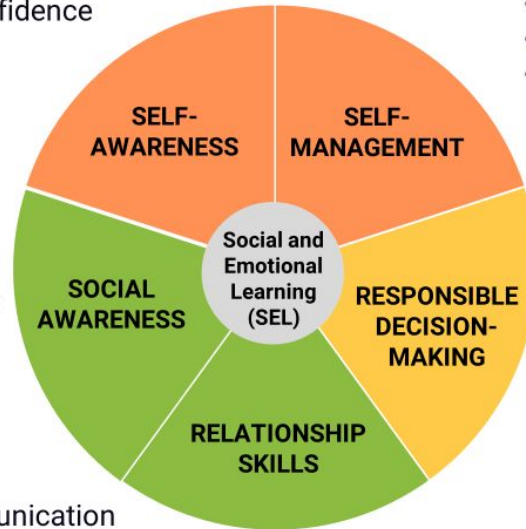 fidence
SELF-
AWARENESS
SELF-
MANAGEMENT
Social and
Emotional
Learning
(SEL)
SOCIAL
AWARENESS
RESPONSIBLE
DECISION-
MAKING
RELATIONSHIP
SKILLS
unication